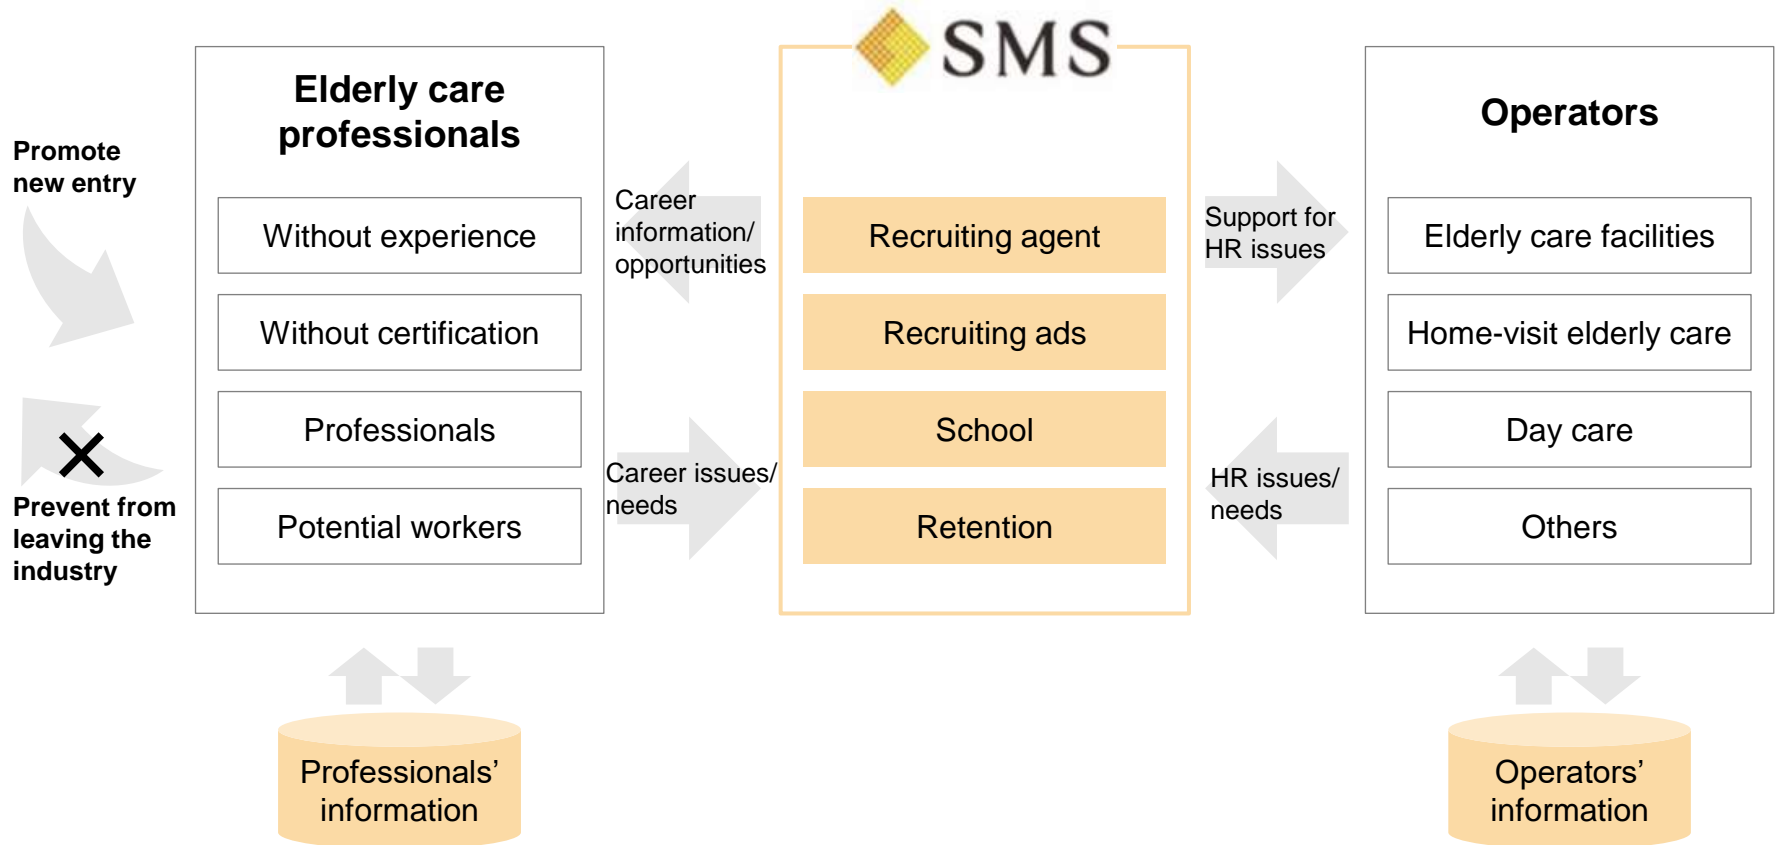 SMS
Elderly care
professionals
Operators
Promote
new entry
Without experience
Without certification
Professionals
Potential workers
Prevent from
leaving the
industry
Career
information/
opportunities
Career issues/
needs
Recruiting agent
Recruiting ads
School
Retention
Support for
HR issues
HR issues/
needs
Elderly care facilities
Home-visit elderly care
Day care
Others
Professionals’
information
Operators’
information